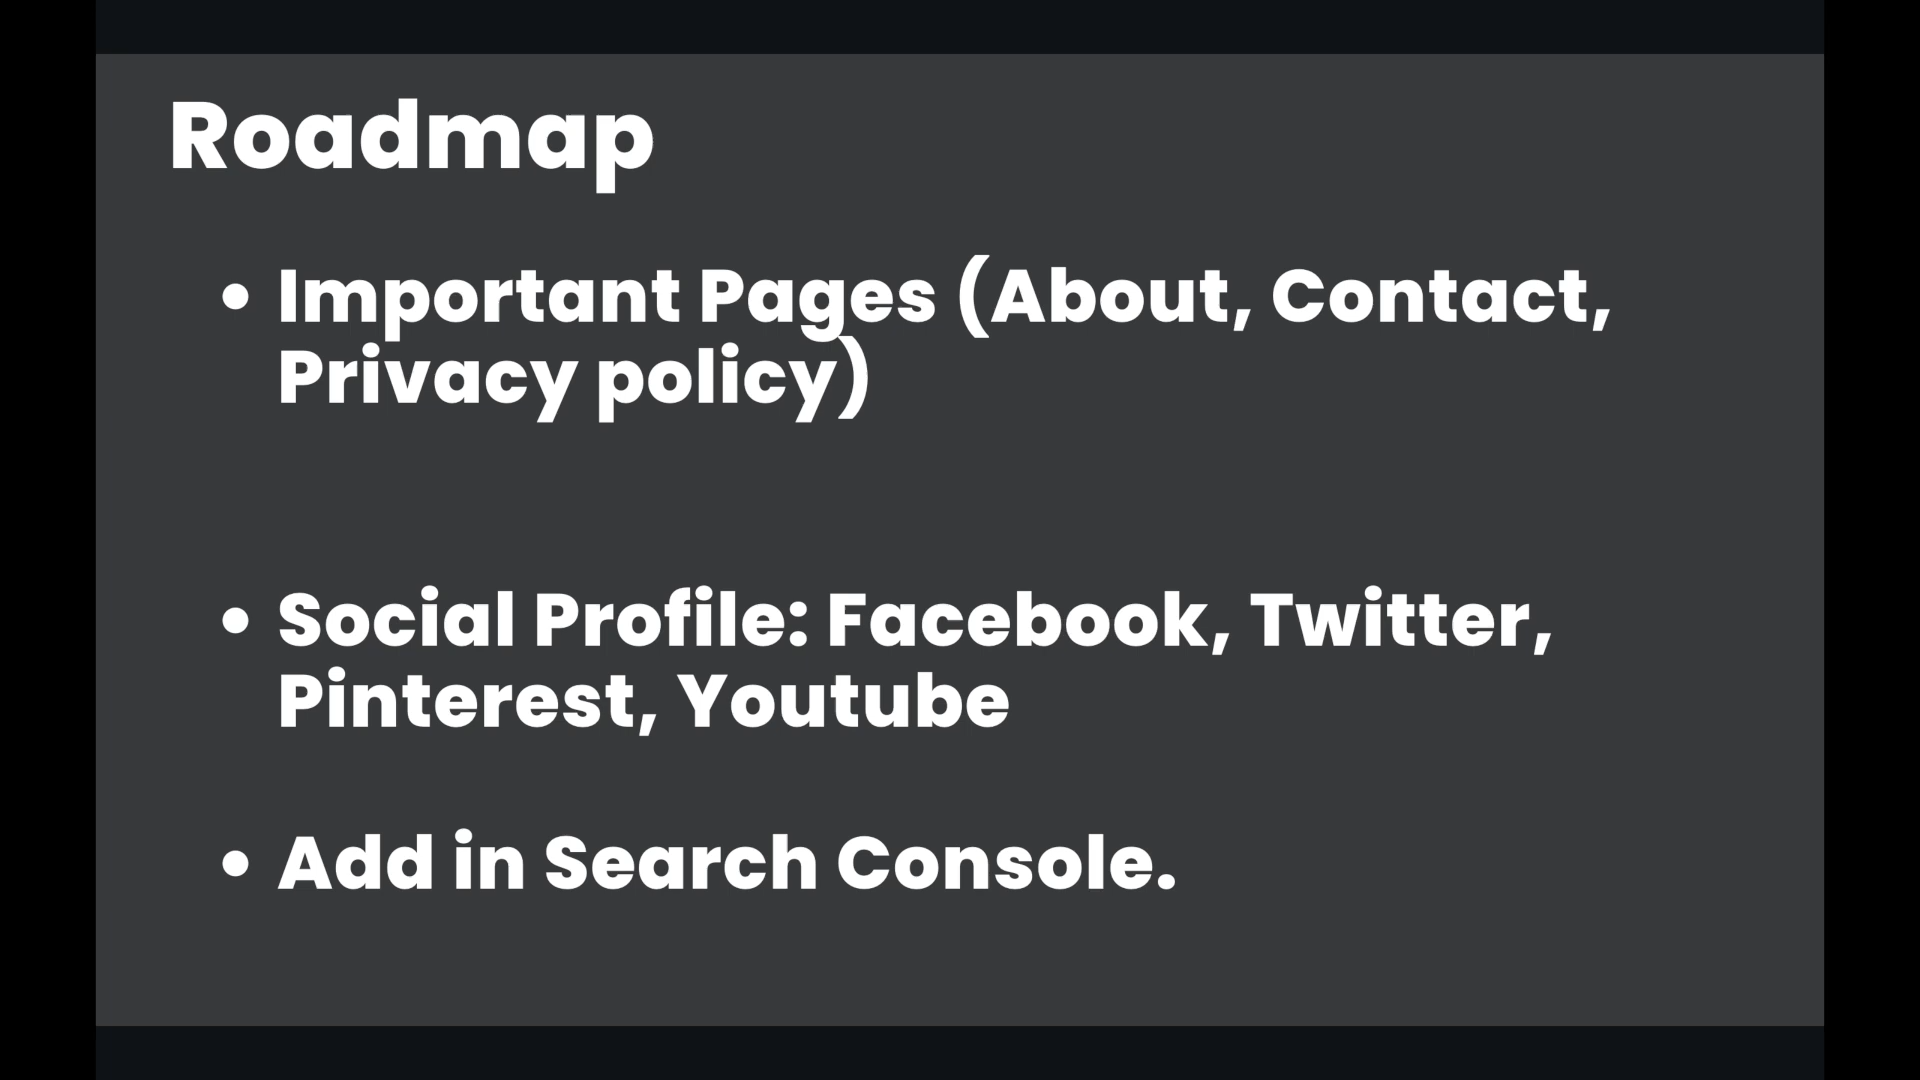 Roadmap
• Important Pages (About, Contact,
Privacy policy)
• Social Profile: Facebook, Twitter,
Pinterest, Youtube
• Add in Search Console.